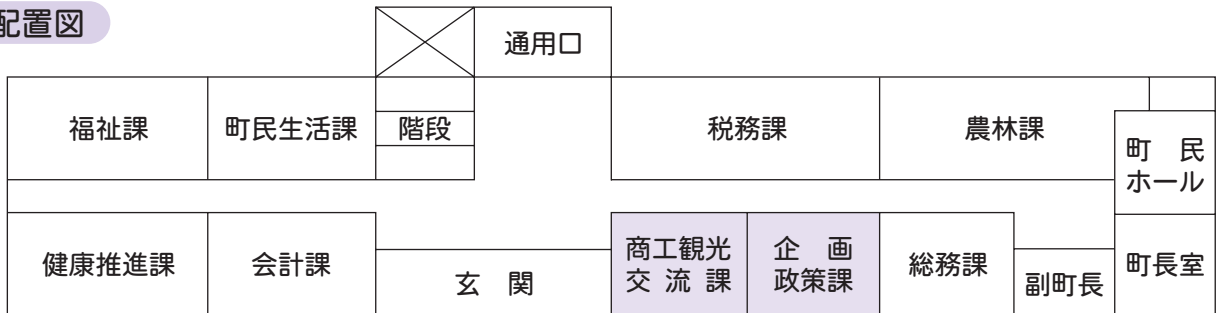 配置図
通用口
福祉課
町民生活課
階段
税務課
農林課
町　民
ホール
健康推進課
会計課
玄　関
商工観光
交 流 課
企　画
政策課
総務課
副町長
町長室